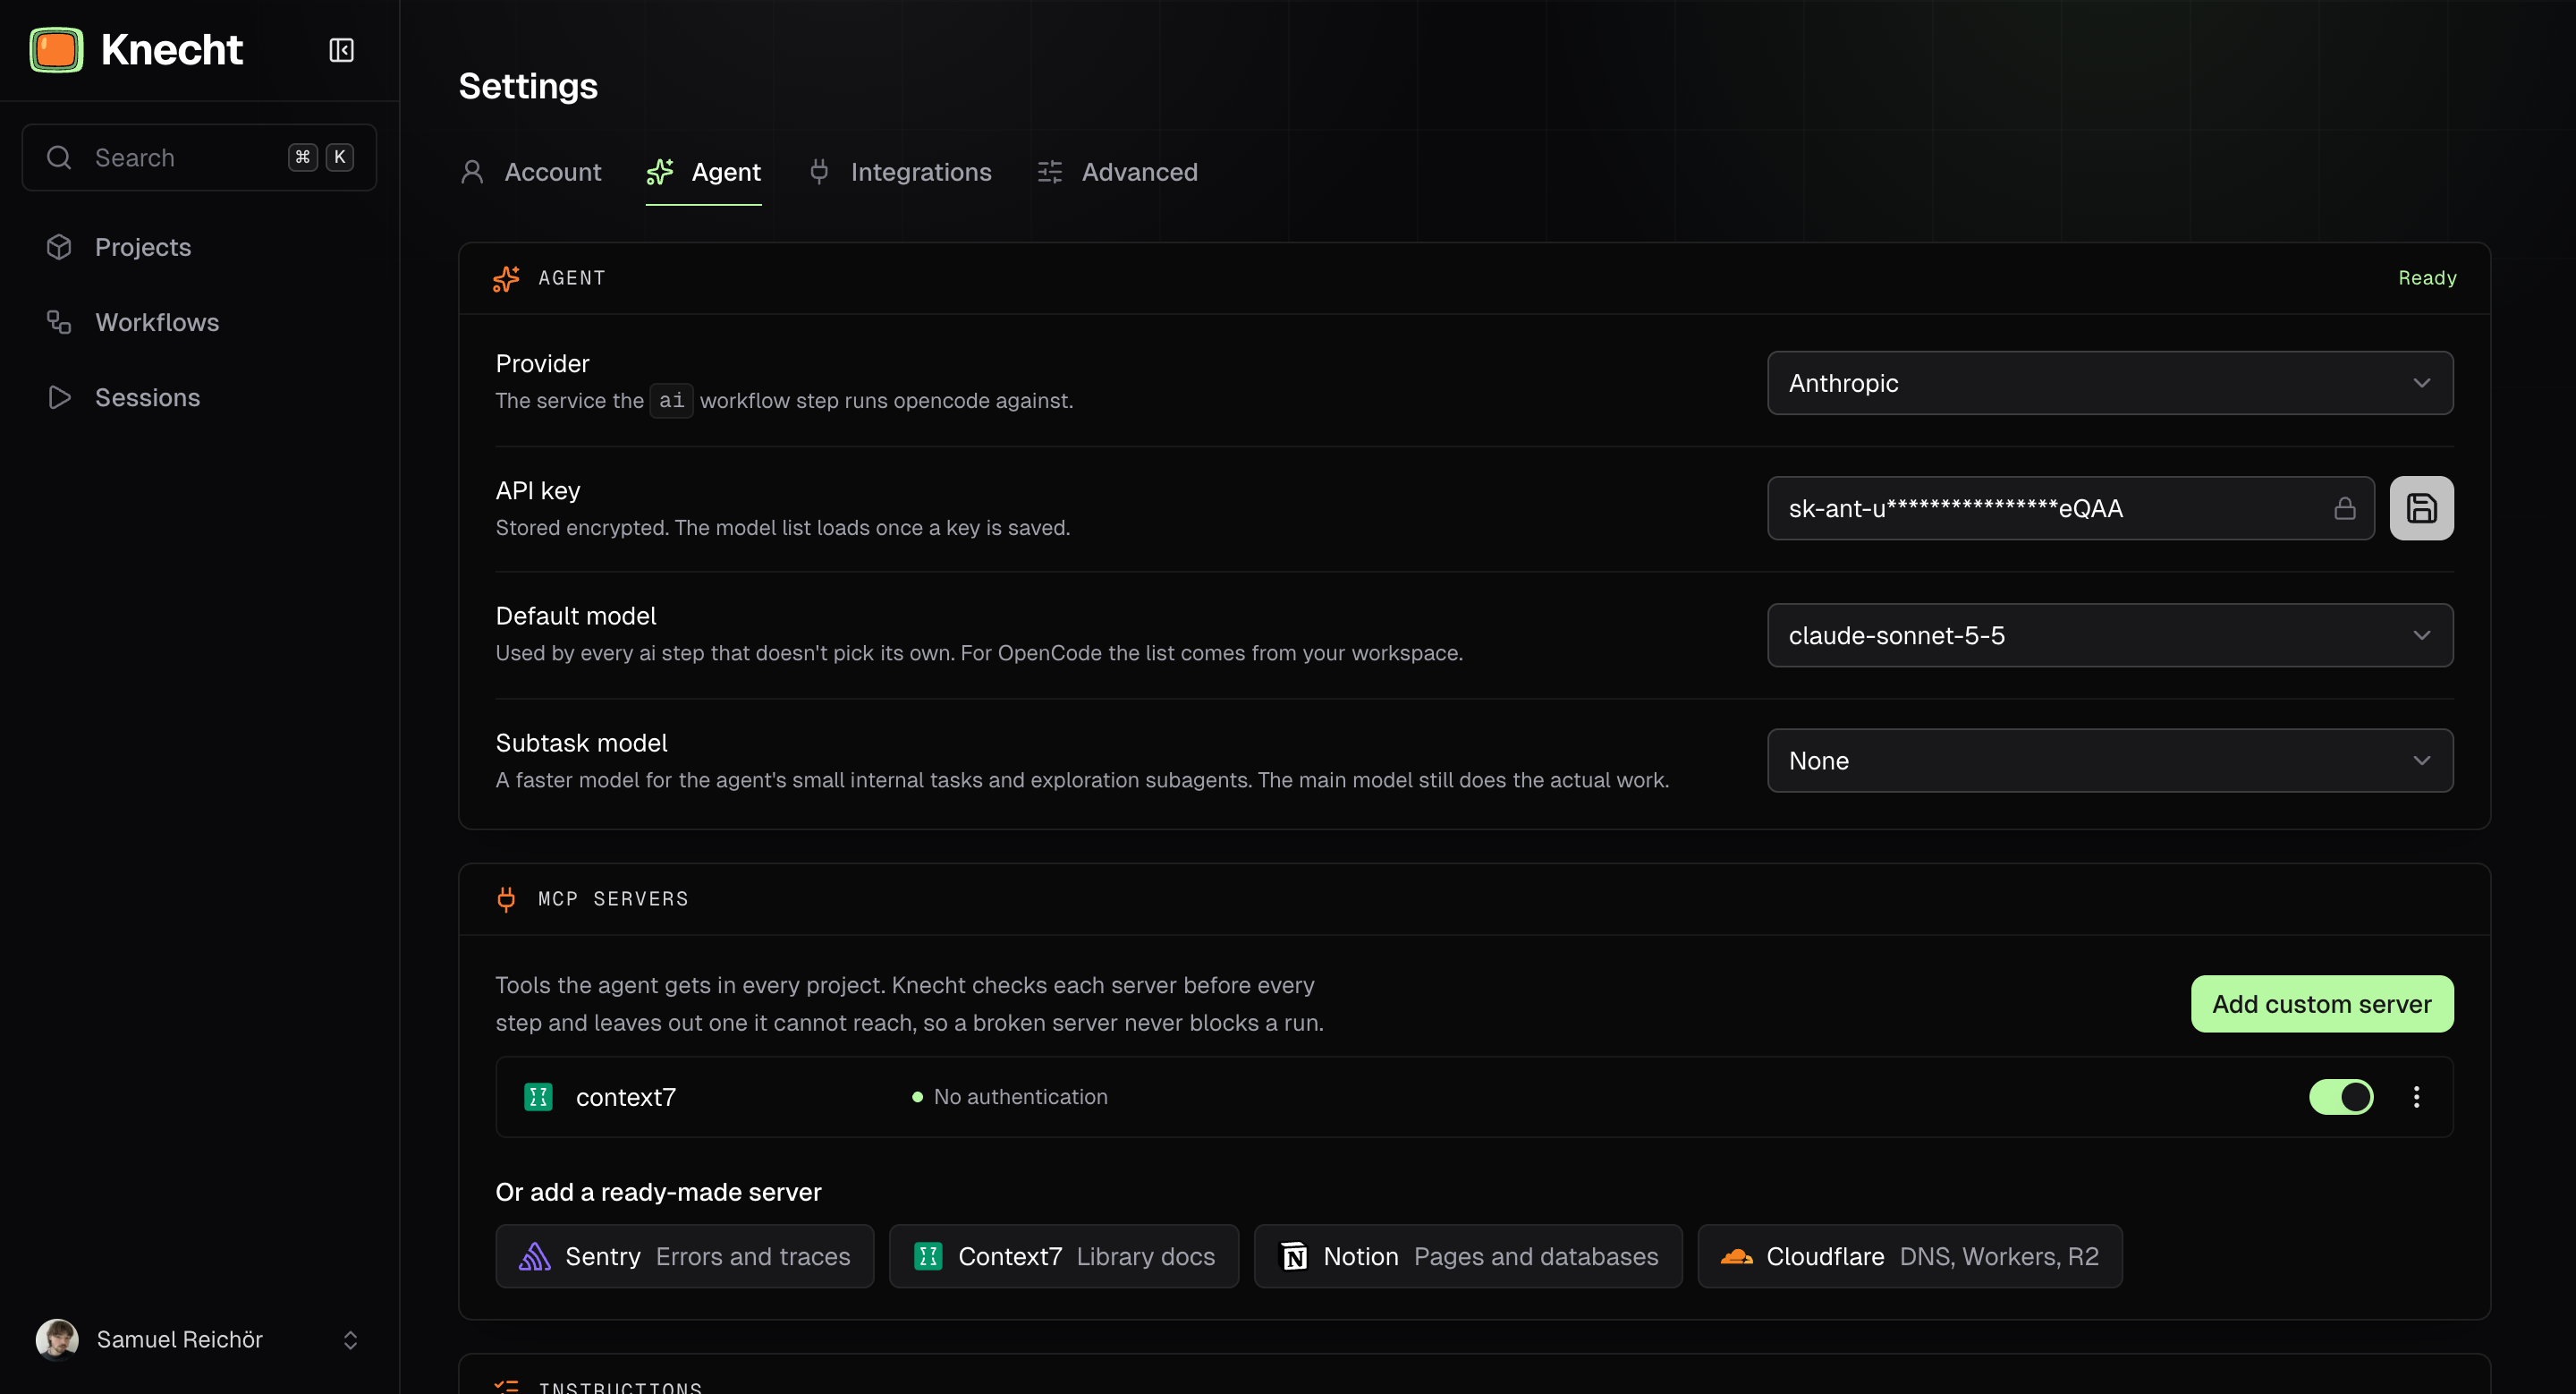 Knecht
Search ⌘ K
Projects
Workflows
Sessions
Samuel Reichör
Settings
Account Agent Integrations Advanced
AGENT Ready
Provider
The service the ai workflow step runs opencode against.
Anthropic
API key
Stored encrypted. The model list loads once a key is saved.
sk-ant-u****************eQAA
Default model
Used by every ai step that doesn't pick its own. For OpenCode the list comes from your workspace.
claude-sonnet-5-5
Subtask model
A faster model for the agent's small internal tasks and exploration subagents. The main model still does the actual work.
None
MCP SERVERS
Tools the agent gets in every project. Knecht checks each server before every
step and leaves out one it cannot reach, so a broken server never blocks a run.
Add custom server
context7 No authentication
Or add a ready-made server
Sentry Errors and traces Context7 Library docs Notion Pages and databases Cloudflare DNS, Workers, R2
INSTRUCTIONS